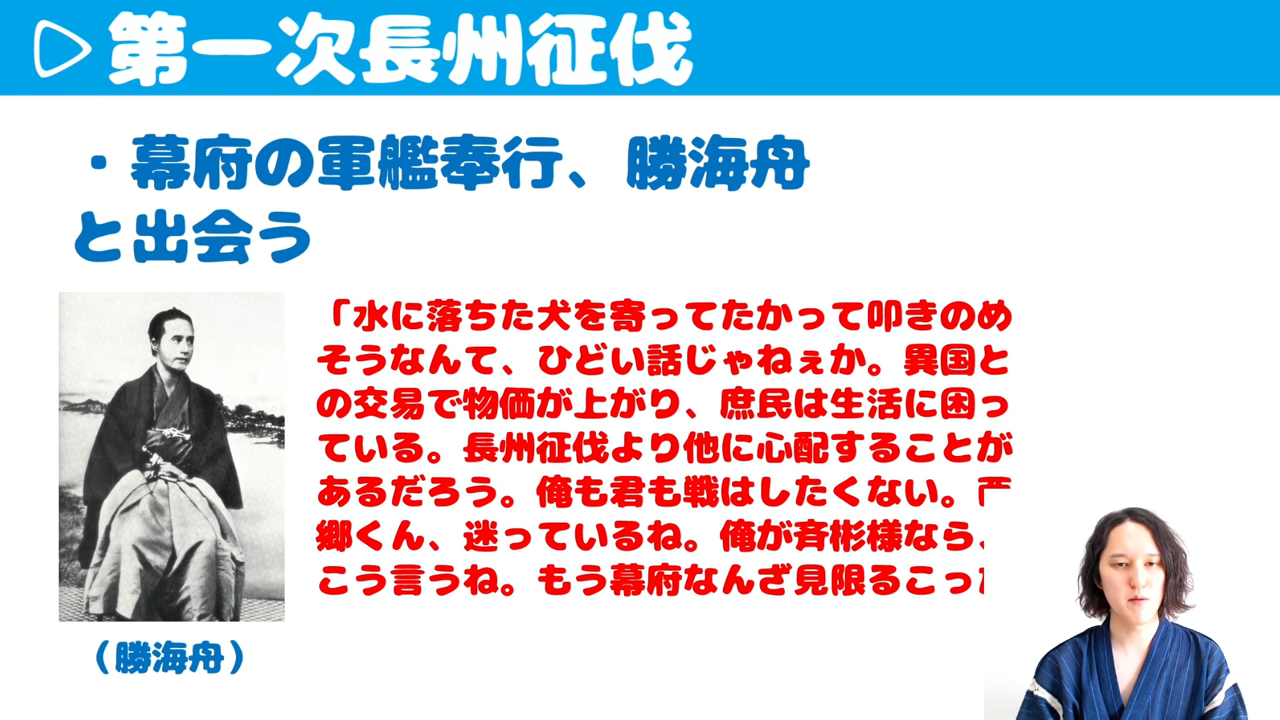 第一次長州征伐
・幕府の軍艦奉行、勝海舟
と出会う
「水に落ちた犬を寄ってたかって叩きのめ
そうなんて、ひどい話じゃねぇか。異国と
の交易で物価が上がり、庶民は生活に困っ
ている。長州征伐より他に心配することが
あるだろう。俺も君も戦はしたくない。
郷くん、迷っているね。俺が斉彬様なら、
こう言うね。もう幕府なんざ見限るこっ
（勝海舟）